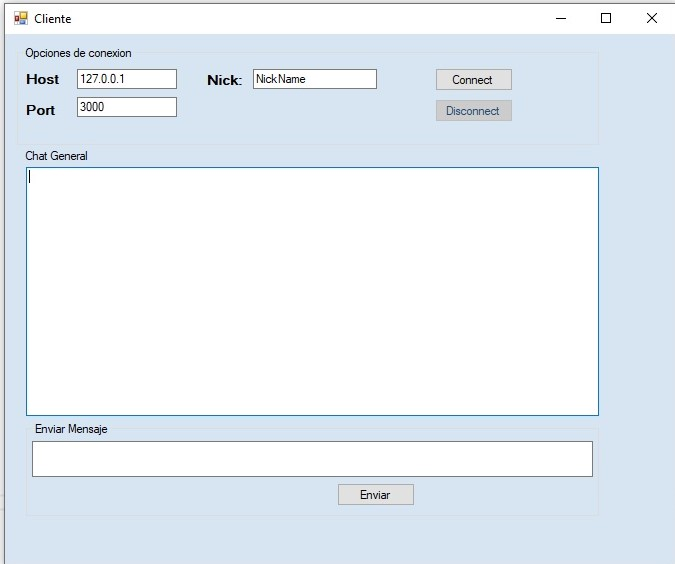 Cliente
Opciones de conexion
Host 127.0.0.1 Nick: NickName Connect
Port 3000 Disconnect
Chat General
Enviar Mensaje
Enviar